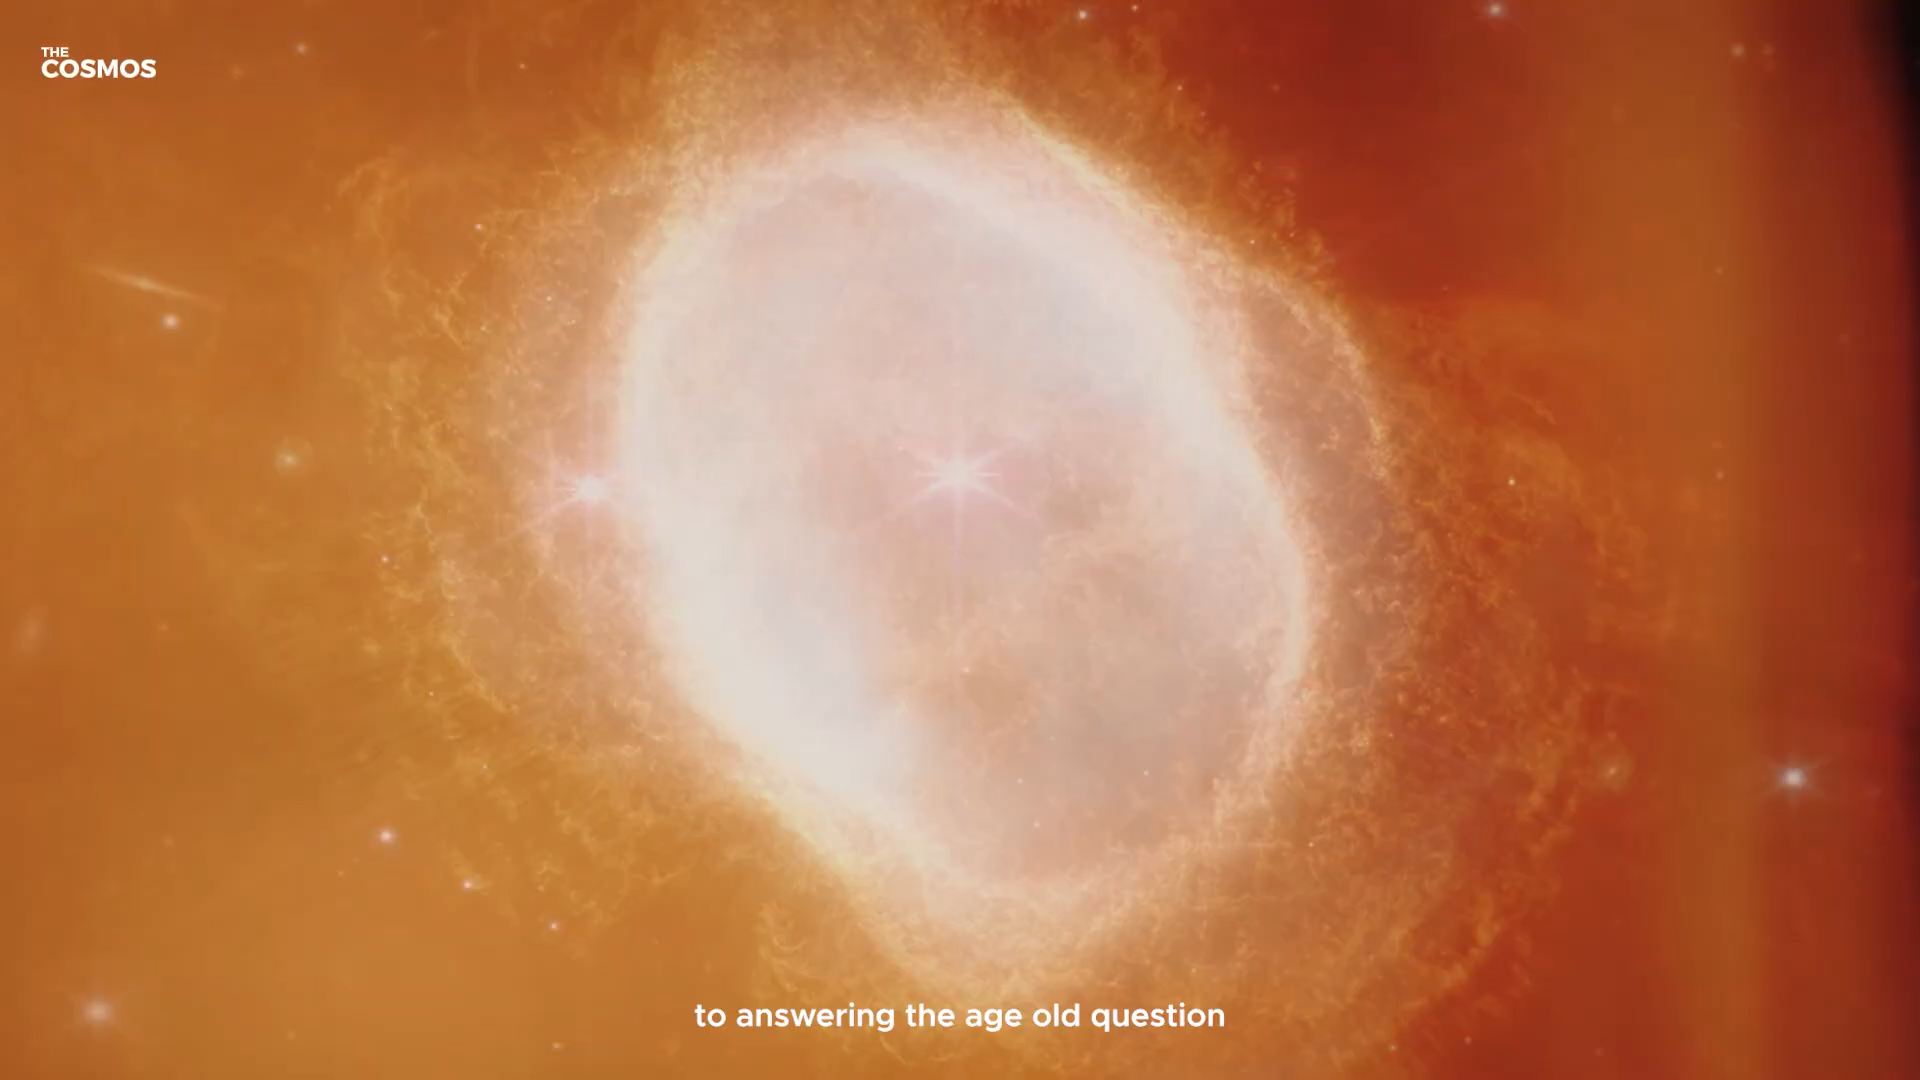 THE
COSMOS
to answering the age old question